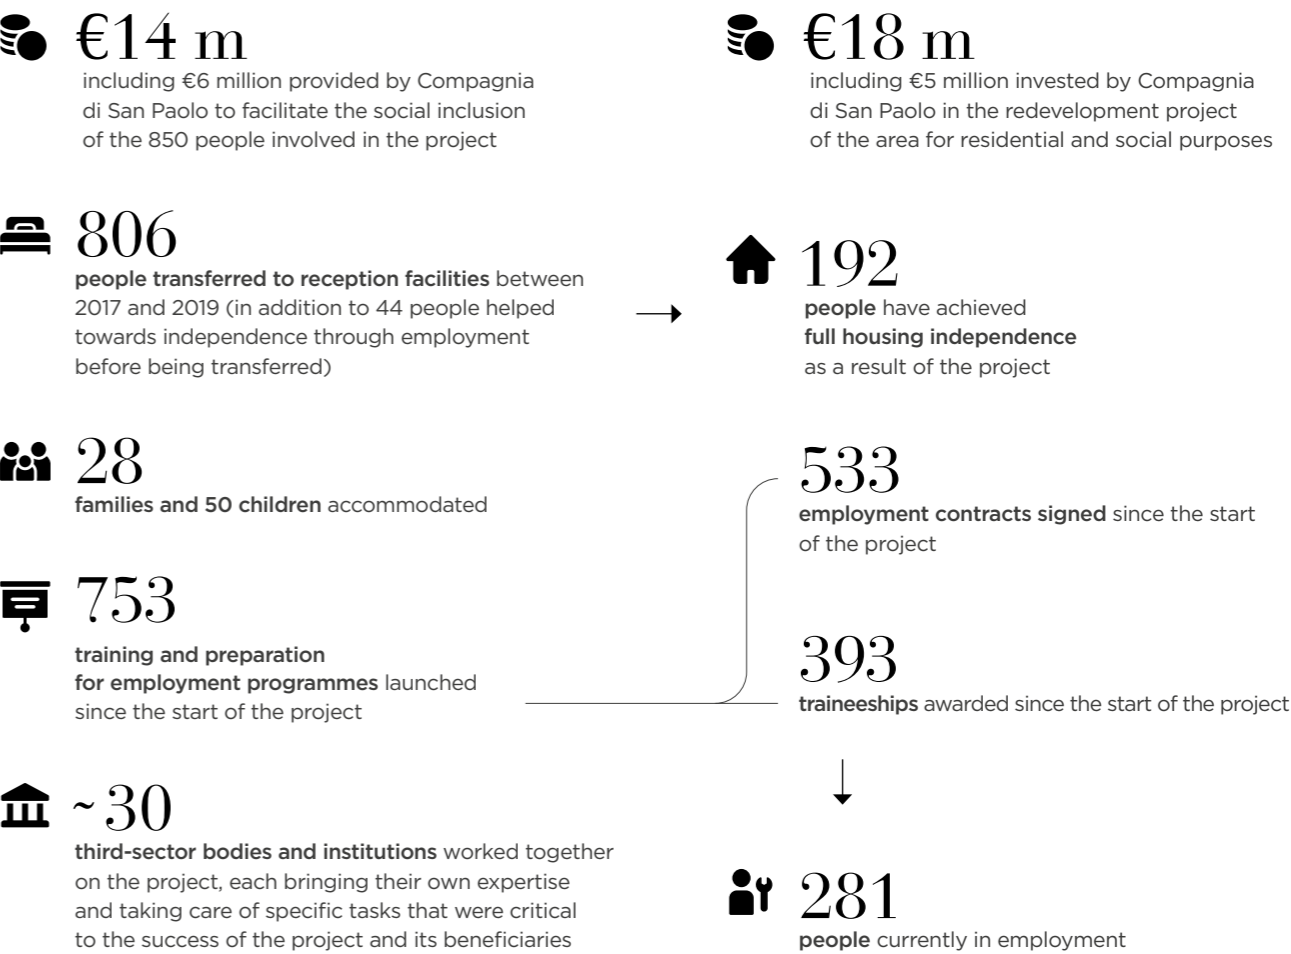 €14 m
including €6 million provided by Compagnia
di San Paolo to facilitate the social inclusion
of the 850 people involved in the project
€18 m
including €5 million invested by Compagnia
di San Paolo in the redevelopment project
of the area for residential and social purposes
806
people transferred to reception facilities between
2017 and 2019 (in addition to 44 people helped
towards independence through employment
before being transferred)
192
people have achieved
full housing independence
as a result of the project
28
families and 50 children accommodated
753
training and preparation
for employment programmes launched
since the start of the project
533
employment contracts signed since the start
of the project
393
traineeships awarded since the start of the project
~30
third-sector bodies and institutions worked together
on the project, each bringing their own expertise
and taking care of specific tasks that were critical
to the success of the project and its beneficiaries
281
people currently in employment